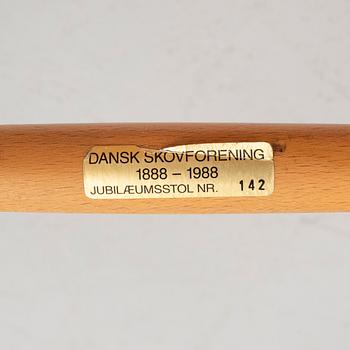 DANSK SKOVFORENING
1888 – 1988
JUBILÆUMSSTOL NR. 142